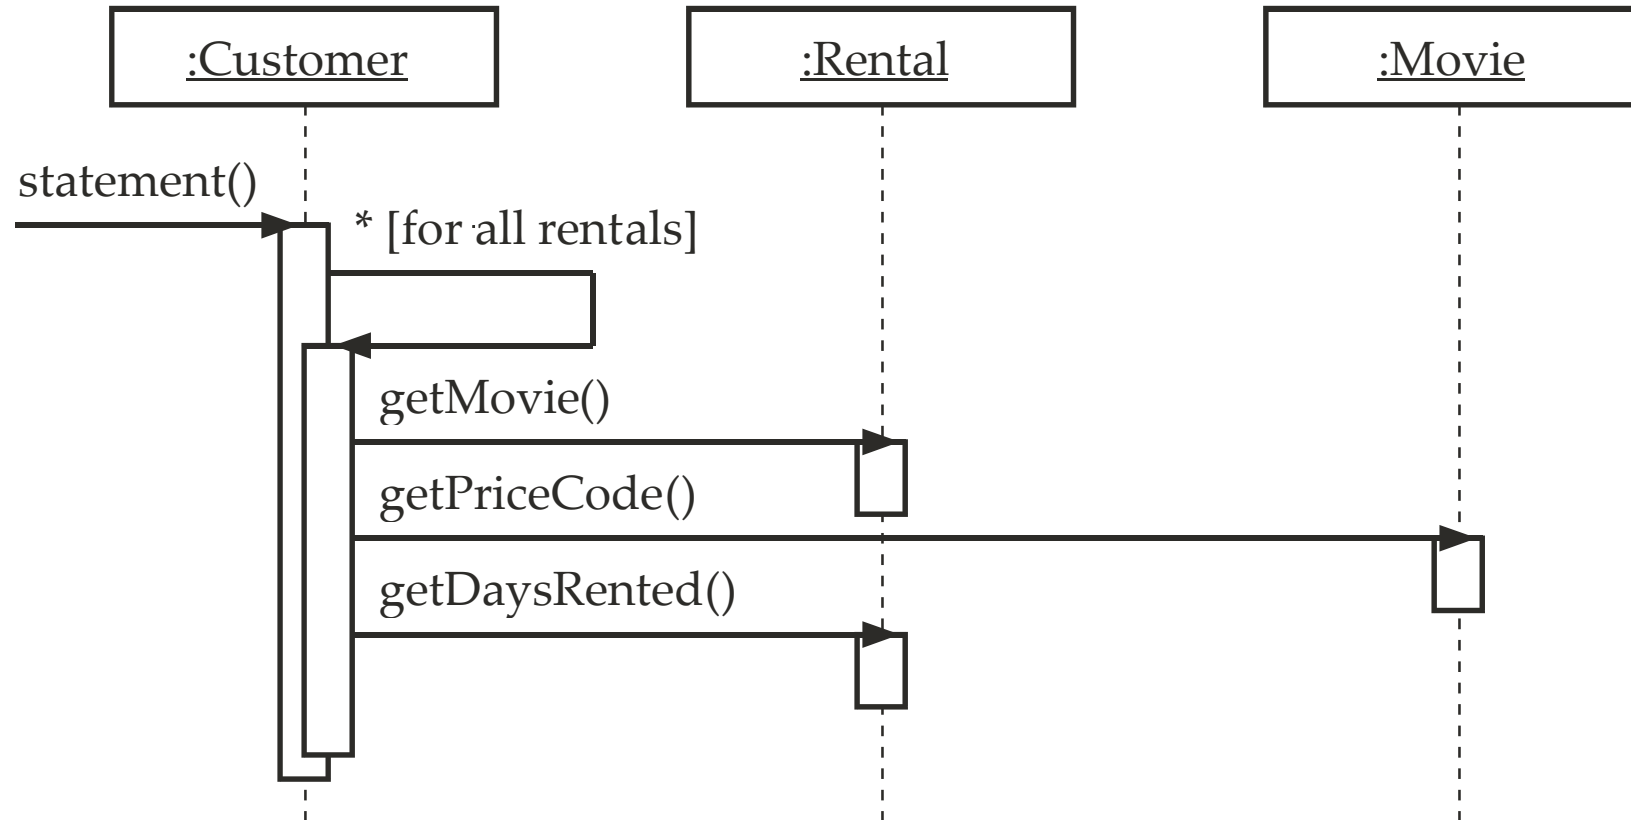 :Customer
:Rental
:Movie
statement()
* [for all rentals]
getMovie()
getPriceCode()
getDaysRented()